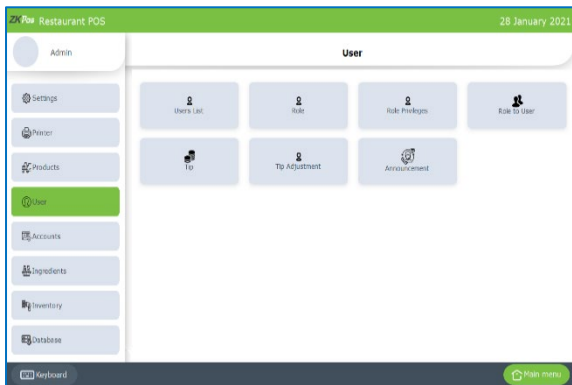 ZKPos Restaurant POS
28 January 2021
Admin
User
Settings
Printer
Products
User
Accounts
Ingredients
Inventory
Database
Users List
Role
Role Privileges
Role to User
Tip
Tip Adjustment
Announcement
Keyboard
Main menu